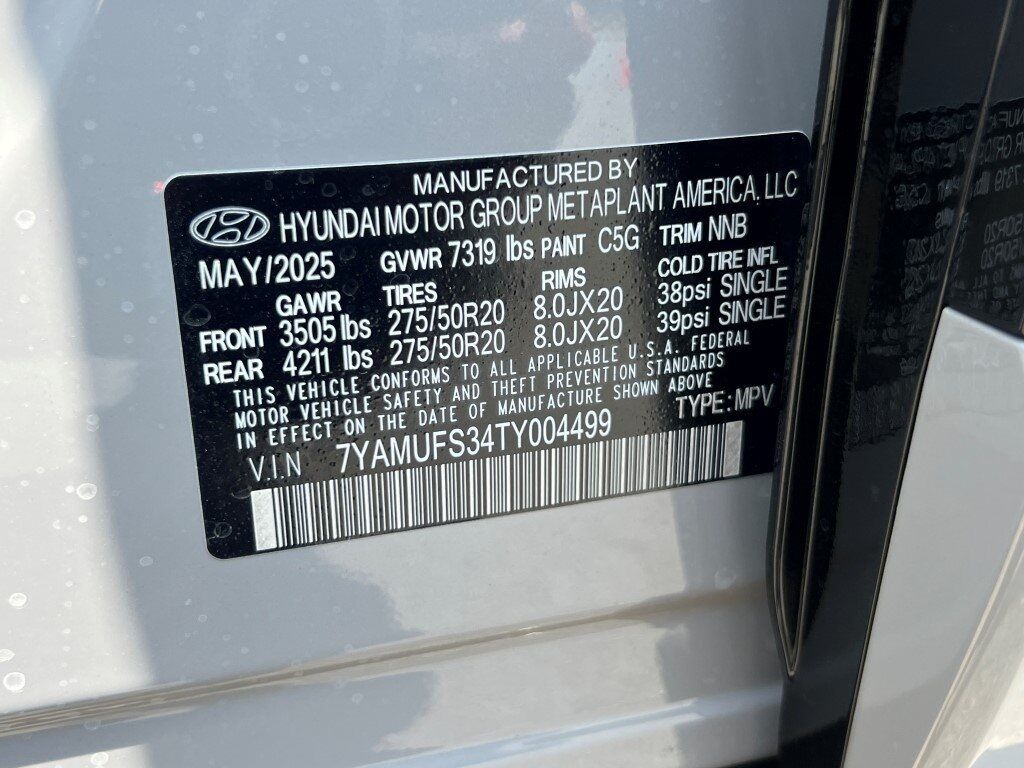 MANUFACTURED BY
HYUNDAI MOTOR GROUP METAPLANT AMERICA, LLC
MAY/2025 GVWR 7319 lbs PAINT C5G TRIM NNB
GAWR TIRES RIMS COLD TIRE INFL
FRONT 3505 lbs 275/50R20 8.0JX20 38psi SINGLE
REAR 4211 lbs 275/50R20 8.0JX20 39psi SINGLE
THIS VEHICLE CONFORMS TO ALL APPLICABLE U.S.A. FEDERAL
MOTOR VEHICLE SAFETY AND THEFT PREVENTION STANDARDS
IN EFFECT ON THE DATE OF MANUFACTURE SHOWN ABOVE
TYPE:MPV
V.I.N 7YAMUFS34TY004499